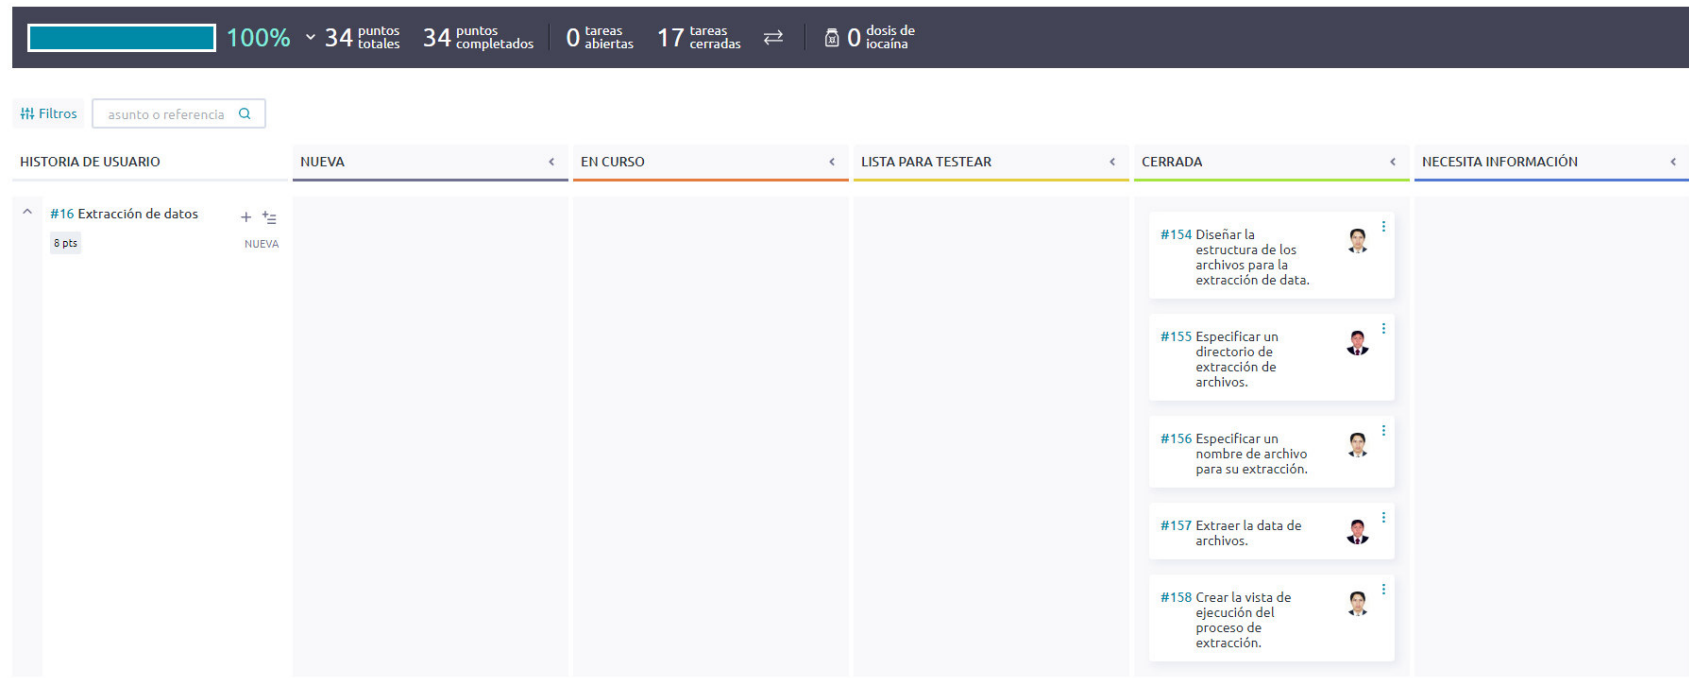 100% 34 puntos totales 34 puntos completados 0 tareas abiertas 17 tareas cerradas 0 dosis de iocaína
Filtros asunto o referencia
HISTORIA DE USUARIO NUEVA EN CURSO LISTA PARA TESTEAR CERRADA NECESITA INFORMACIÓN
#16 Extracción de datos
8 pts NUEVA
#154 Diseñar la
estructura de los
archivos para la
extracción de data.
#155 Especificar un
directorio de
extracción de
archivos.
#156 Especificar un
nombre de archivo
para su extracción.
#157 Extraer la data de
archivos.
#158 Crear la vista de
ejecución del
proceso de
extracción.